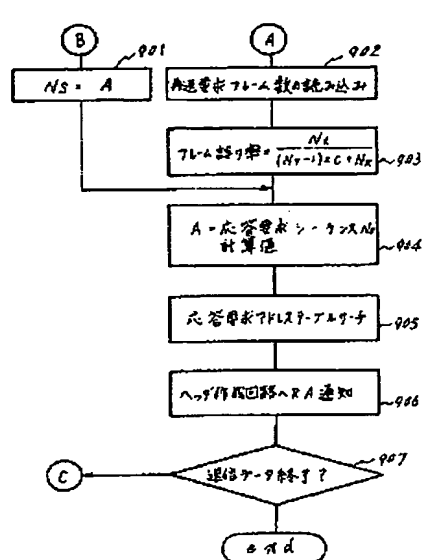 B
901
NS = A
A
902
再送要求フレーム数の読み込み
フレーム誤り率 = NR / (NT-1)×C+NR
903
A = 応答要求シーケンスNo
計算値
904
応答要求アドレステーブルサーチ
905
ヘッダ作成回路へRA通知
906
送信データ終了?
907
C
end